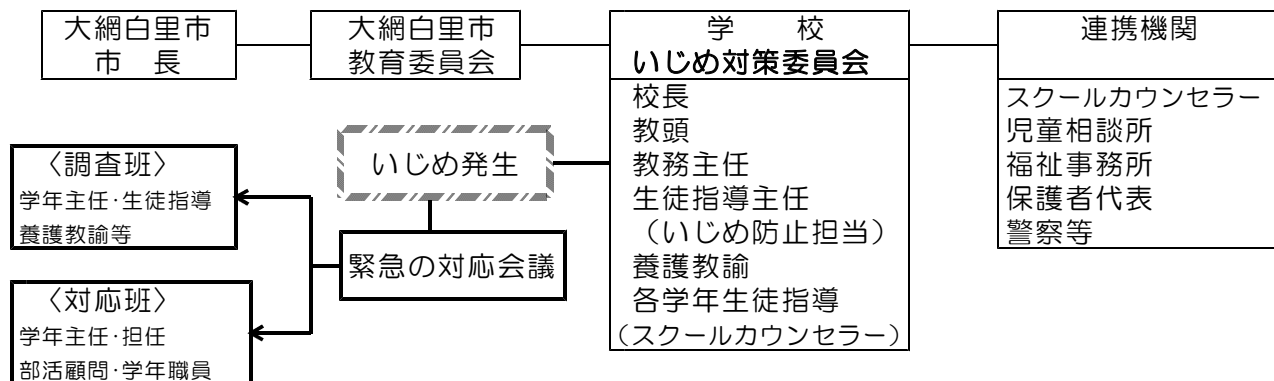 大網白里市
市　長
大網白里市
教育委員会
学　　校
いじめ対策委員会
校長
教頭
教務主任
生徒指導主任
（いじめ防止担当）
養護教諭
各学年生徒指導
（スクールカウンセラー）
連携機関
スクールカウンセラー
児童相談所
福祉事務所
保護者代表
警察等
いじめ発生
緊急の対応会議
〈調査班〉
学年主任・生徒指導
養護教諭等
〈対応班〉
学年主任・担任
部活顧問・学年職員